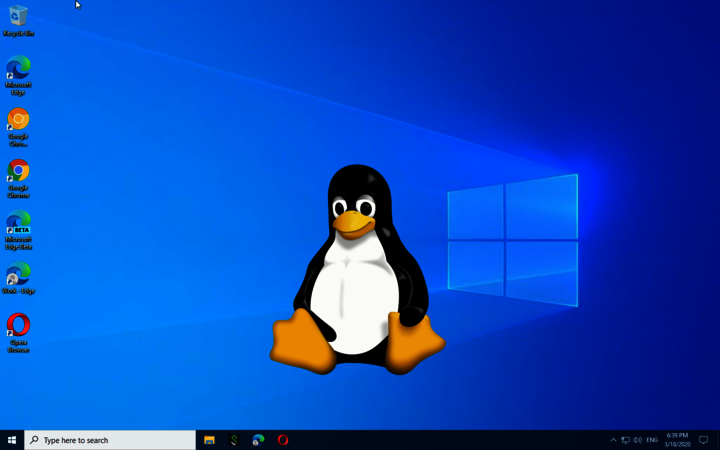 Recycle Bin
Microsoft
Edge
Google
Chro...
Google
Chrome
BETA
Microsoft
Edge Beta
Work - Edge
Opera
Browser
Type here to search
ENG
6:39 PM
3/18/2020